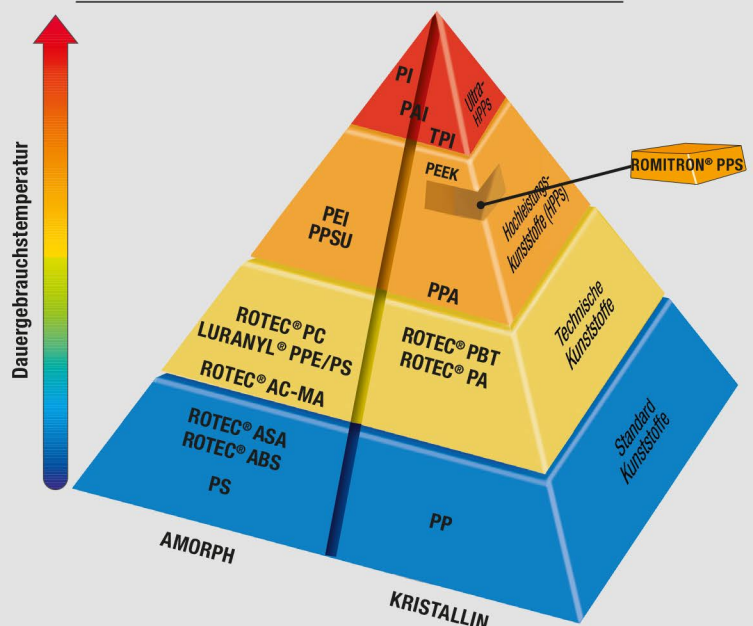 Dauergebrauchstemperatur
PI
PAI
TPI
Ultra-
HPPs
PEEK
ROMITRON® PPS
PEI
PPSU
PPA
Hochleistungs-
kunststoffe (HPPs)
ROTEC® PC
LURANYL® PPE/PS
ROTEC® AC-MA
ROTEC® PBT
ROTEC® PA
Technische
Kunststoffe
ROTEC® ASA
ROTEC® ABS
PS
PP
Standard
Kunststoffe
AMORPH
KRISTALLIN